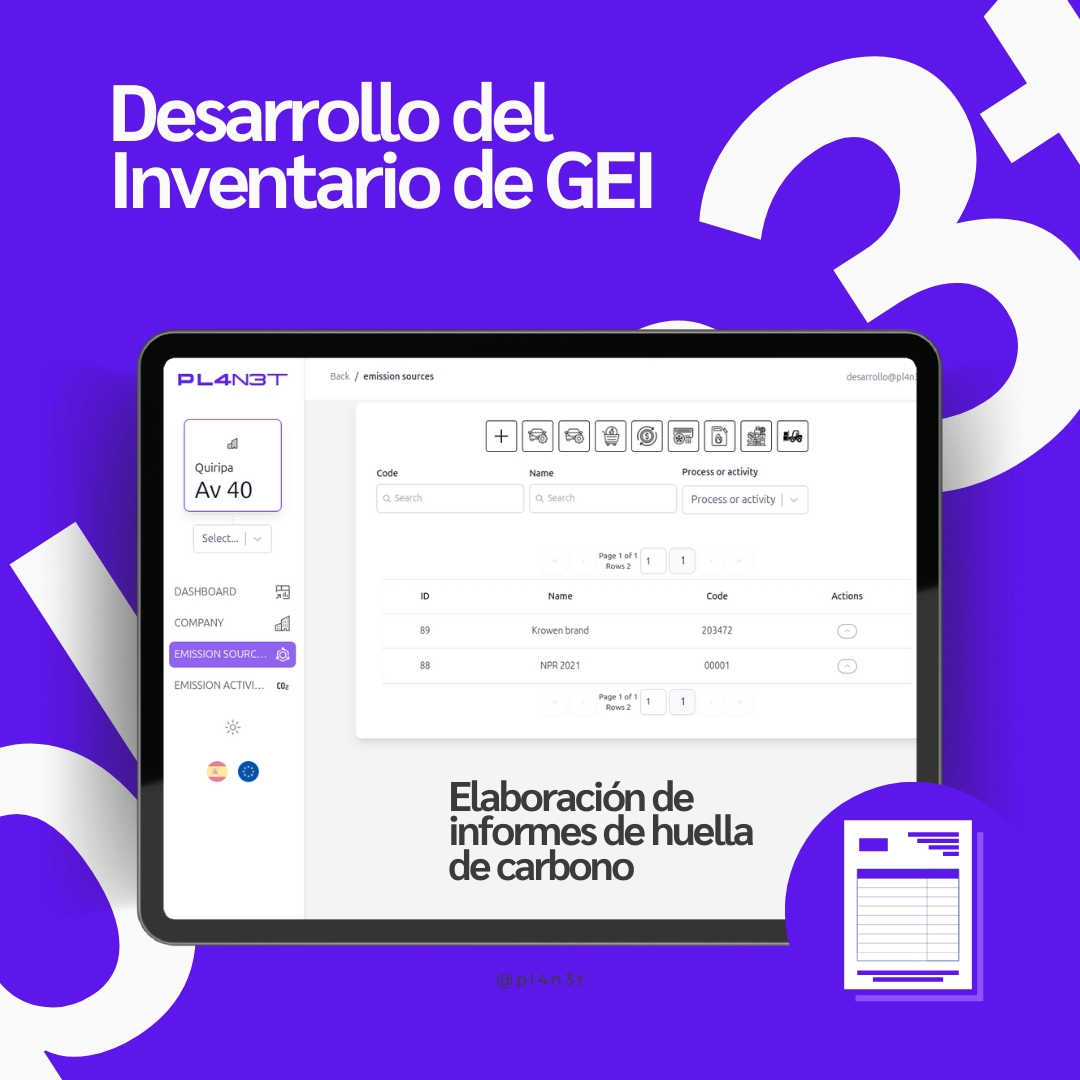 Desarrollo del
Inventario de GEI
PL4N3T
Back / emission sources
desarrollo@pl4n3
Quiripa
Av 40
Select...
DASHBOARD
COMPANY
EMISSION SOURC...
EMISSION ACTIVI...
CO₂
Code
Name
Process or activity
Search
Search
Process or activity
Page 1 of 1
Rows 2
1
1
ID Name Code Actions
89 Krowen brand 203472
88 NPR 2021 00001
Page 1 of 1
Rows 2
1
1
Elaboración de
informes de huella
de carbono
@pl4n3t